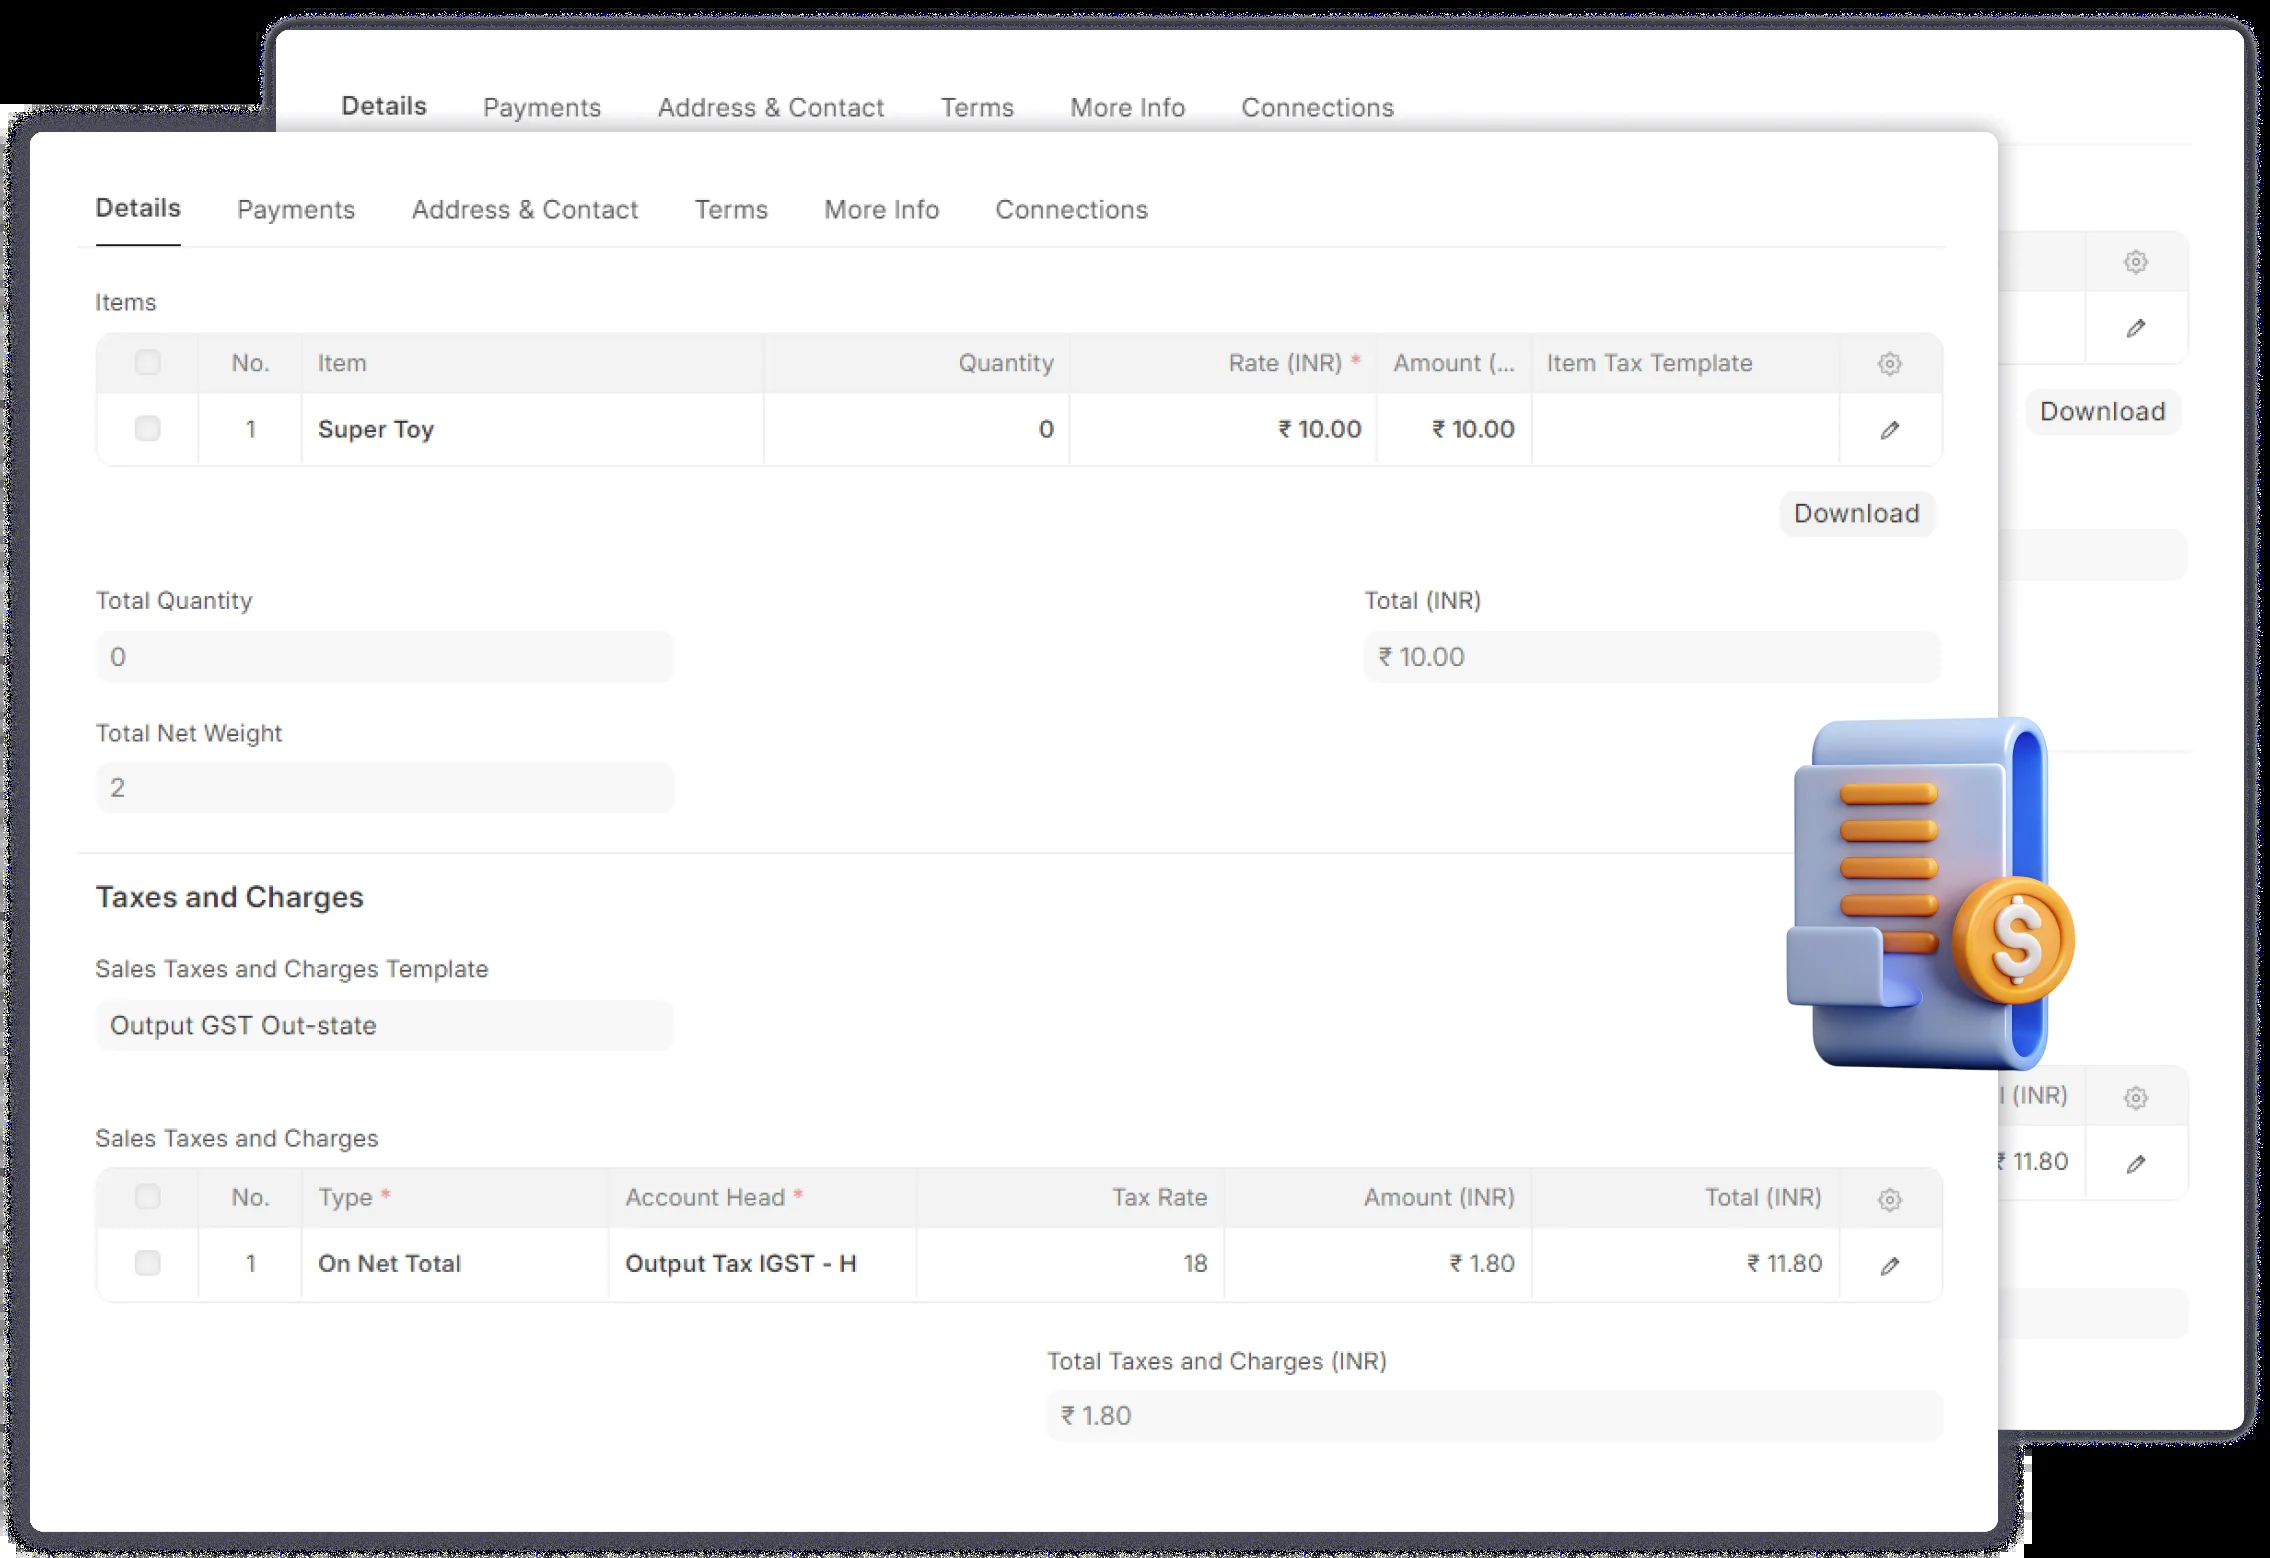 Details Payments Address & Contact Terms More Info Connections
Details Payments Address & Contact Terms More Info Connections
Items
No. Item Quantity Rate (INR) * Amount (... Item Tax Template
1 Super Toy 0 ₹ 10.00 ₹ 10.00
Download
Download
Total Quantity Total (INR)
0 ₹ 10.00
Total Net Weight
2
Taxes and Charges
Sales Taxes and Charges Template
Output GST Out-state
$
l (INR)
₹ 11.80
Sales Taxes and Charges
No. Type * Account Head * Tax Rate Amount (INR) Total (INR)
1 On Net Total Output Tax IGST - H 18 ₹ 1.80 ₹ 11.80
Total Taxes and Charges (INR)
₹ 1.80